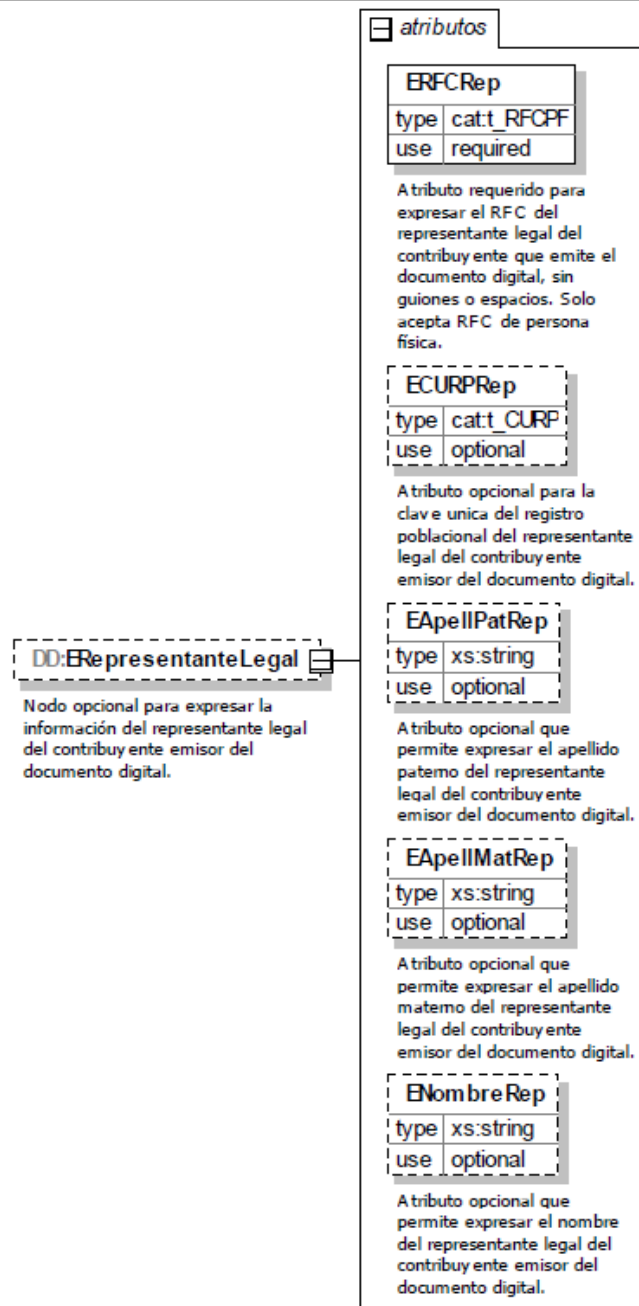 atributos
ERFCRep
type cat:t_RFCPF
use required
Atributo requerido para
expresar el RFC del
representante legal del
contribuyente que emite el
documento digital, sin
guiones o espacios. Solo
acepta RFC de persona
física.
ECURPRep
type cat:t_CURP
use optional
Atributo opcional para la
clave unica del registro
poblacional del representante
legal del contribuyente
emisor del documento digital.
EApellPatRep
type xs:string
use optional
Atributo opcional que
permite expresar el apellido
paterno del representante
legal del contribuyente
emisor del documento digital.
DD:ERepresentanteLegal
Nodo opcional para expresar la
información del representante legal
del contribuyente emisor del
documento digital.
EApellMatRep
type xs:string
use optional
Atributo opcional que
permite expresar el apellido
materno del representante
legal del contribuyente
emisor del documento digital.
ENombreRep
type xs:string
use optional
Atributo opcional que
permite expresar el nombre
del representante legal del
contribuyente emisor del
documento digital.